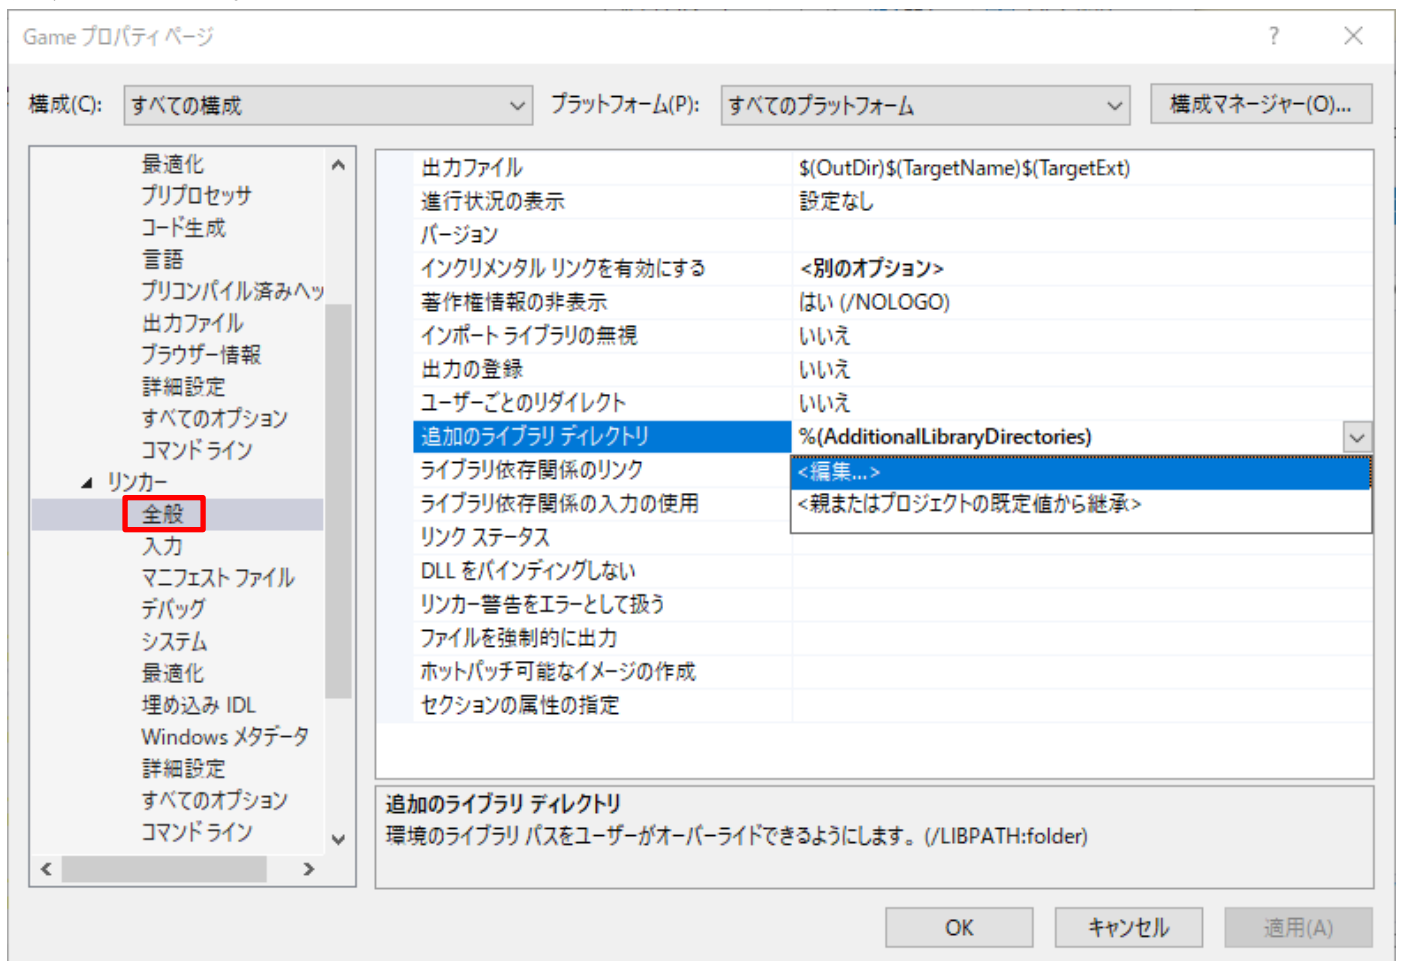 Game プロパティ ページ
? ×
構成(C): すべての構成 プラットフォーム(P): すべてのプラットフォーム 構成マネージャー(O)...
最適化
プリプロセッサ
コード生成
言語
プリコンパイル済みヘッ
出力ファイル
ブラウザー情報
詳細設定
すべてのオプション
コマンド ライン
リンカー
全般
入力
マニフェスト ファイル
デバッグ
システム
最適化
埋め込み IDL
Windows メタデータ
詳細設定
すべてのオプション
コマンド ライン
出力ファイル $(OutDir)$(TargetName)$(TargetExt)
進行状況の表示 設定なし
バージョン
インクリメンタル リンクを有効にする <別のオプション>
著作権情報の非表示 はい (/NOLOGO)
インポート ライブラリの無視 いいえ
出力の登録 いいえ
ユーザーごとのリダイレクト いいえ
追加のライブラリ ディレクトリ %(AdditionalLibraryDirectories)
ライブラリ依存関係のリンク <編集...>
ライブラリ依存関係の入力の使用 <親またはプロジェクトの既定値から継承>
リンク ステータス
DLL をバインディングしない
リンカー警告をエラーとして扱う
ファイルを強制的に出力
ホットパッチ可能なイメージの作成
セクションの属性の指定
追加のライブラリ ディレクトリ
環境のライブラリ パスをユーザーがオーバーライドできるようにします。(/LIBPATH:folder)
OK キャンセル 適用(A)